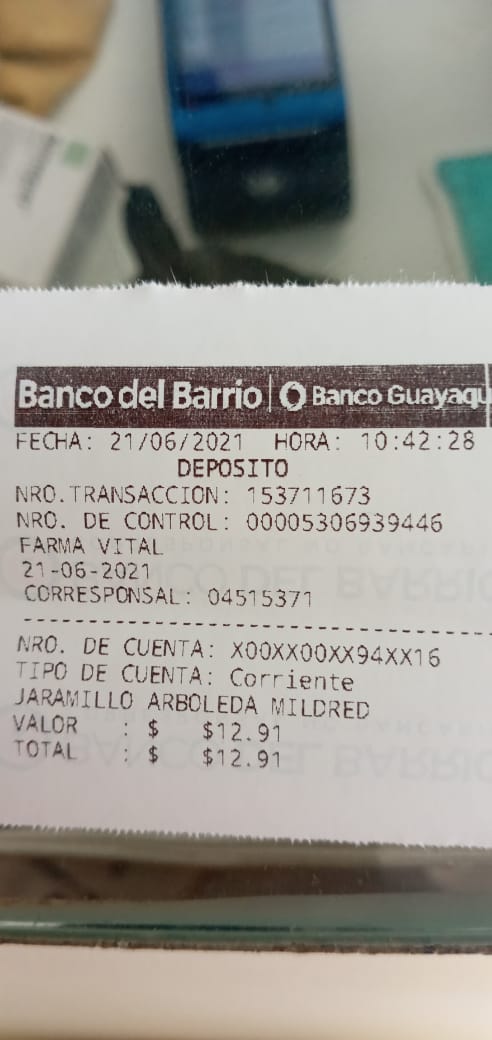 Banco del Barrio | Banco Guayaqu
FECHA: 21/06/2021 HORA: 10:42:28
DEPOSITO
NRO.TRANSACCION: 153711673
NRO. DE CONTROL: 00005306939446
FARMA VITAL
21-06-2021
CORRESPONSAL: 04515371
NRO. DE CUENTA: X00XX00XX94XX16
TIPO DE CUENTA: Corriente
JARAMILLO ARBOLEDA MILDRED
VALOR : $ $12.91
TOTAL : $ $12.91